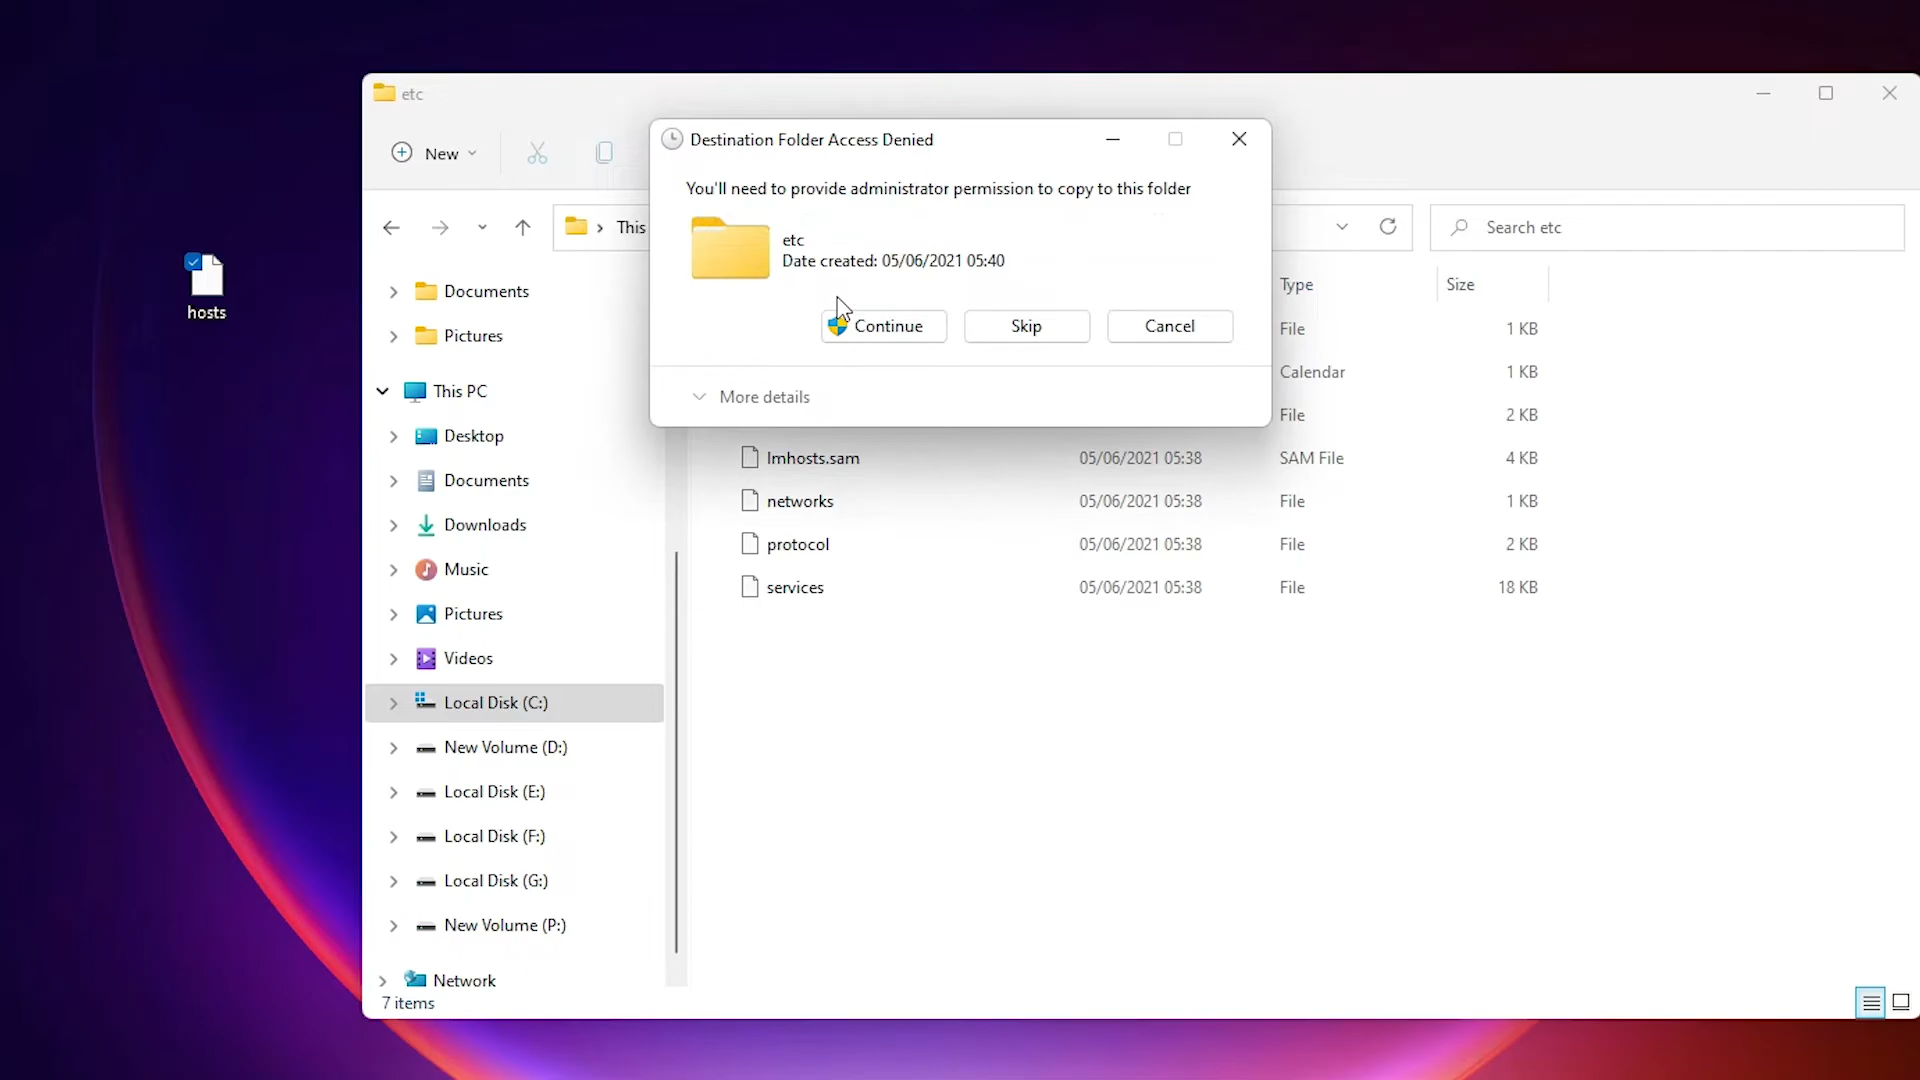 etc
New
Destination Folder Access Denied
You'll need to provide administrator permission to copy to this folder
etc
Date created: 05/06/2021 05:40
Continue
Skip
Cancel
More details
This
Search etc
hosts
Documents
Pictures
This PC
Desktop
Documents
Downloads
Music
Pictures
Videos
Local Disk (C:)
New Volume (D:)
Local Disk (E:)
Local Disk (F:)
Local Disk (G:)
New Volume (P:)
Network
Type Size
File 1 KB
Calendar 1 KB
File 2 KB
lmhosts.sam 05/06/2021 05:38 SAM File 4 KB
networks 05/06/2021 05:38 File 1 KB
protocol 05/06/2021 05:38 File 2 KB
services 05/06/2021 05:38 File 18 KB
7 items